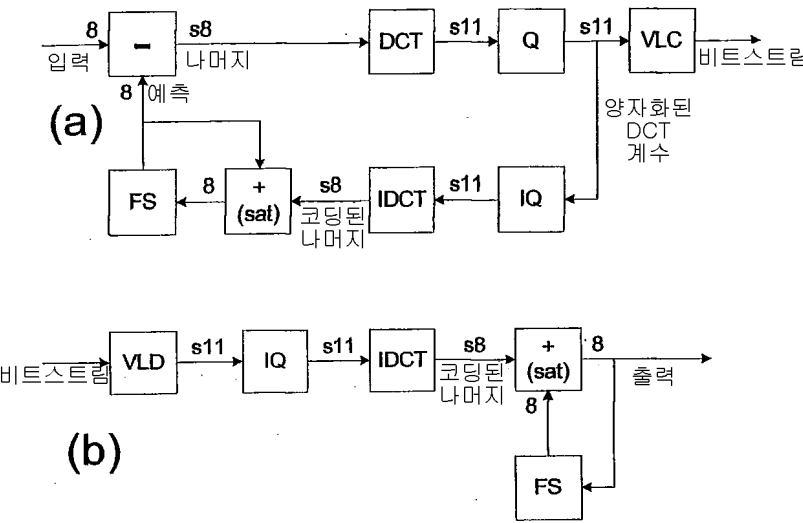 8
입력
−
s8
나머지
DCT
s11
Q
s11
VLC
비트스트림
8
예측
(a)
양자화된
DCT
계수
FS
8
+
(sat)
s8
코딩된
나머지
IDCT
s11
IQ
비트스트림
VLD
s11
IQ
s11
IDCT
s8
코딩된
나머지
+
(sat)
8
출력
8
(b)
FS